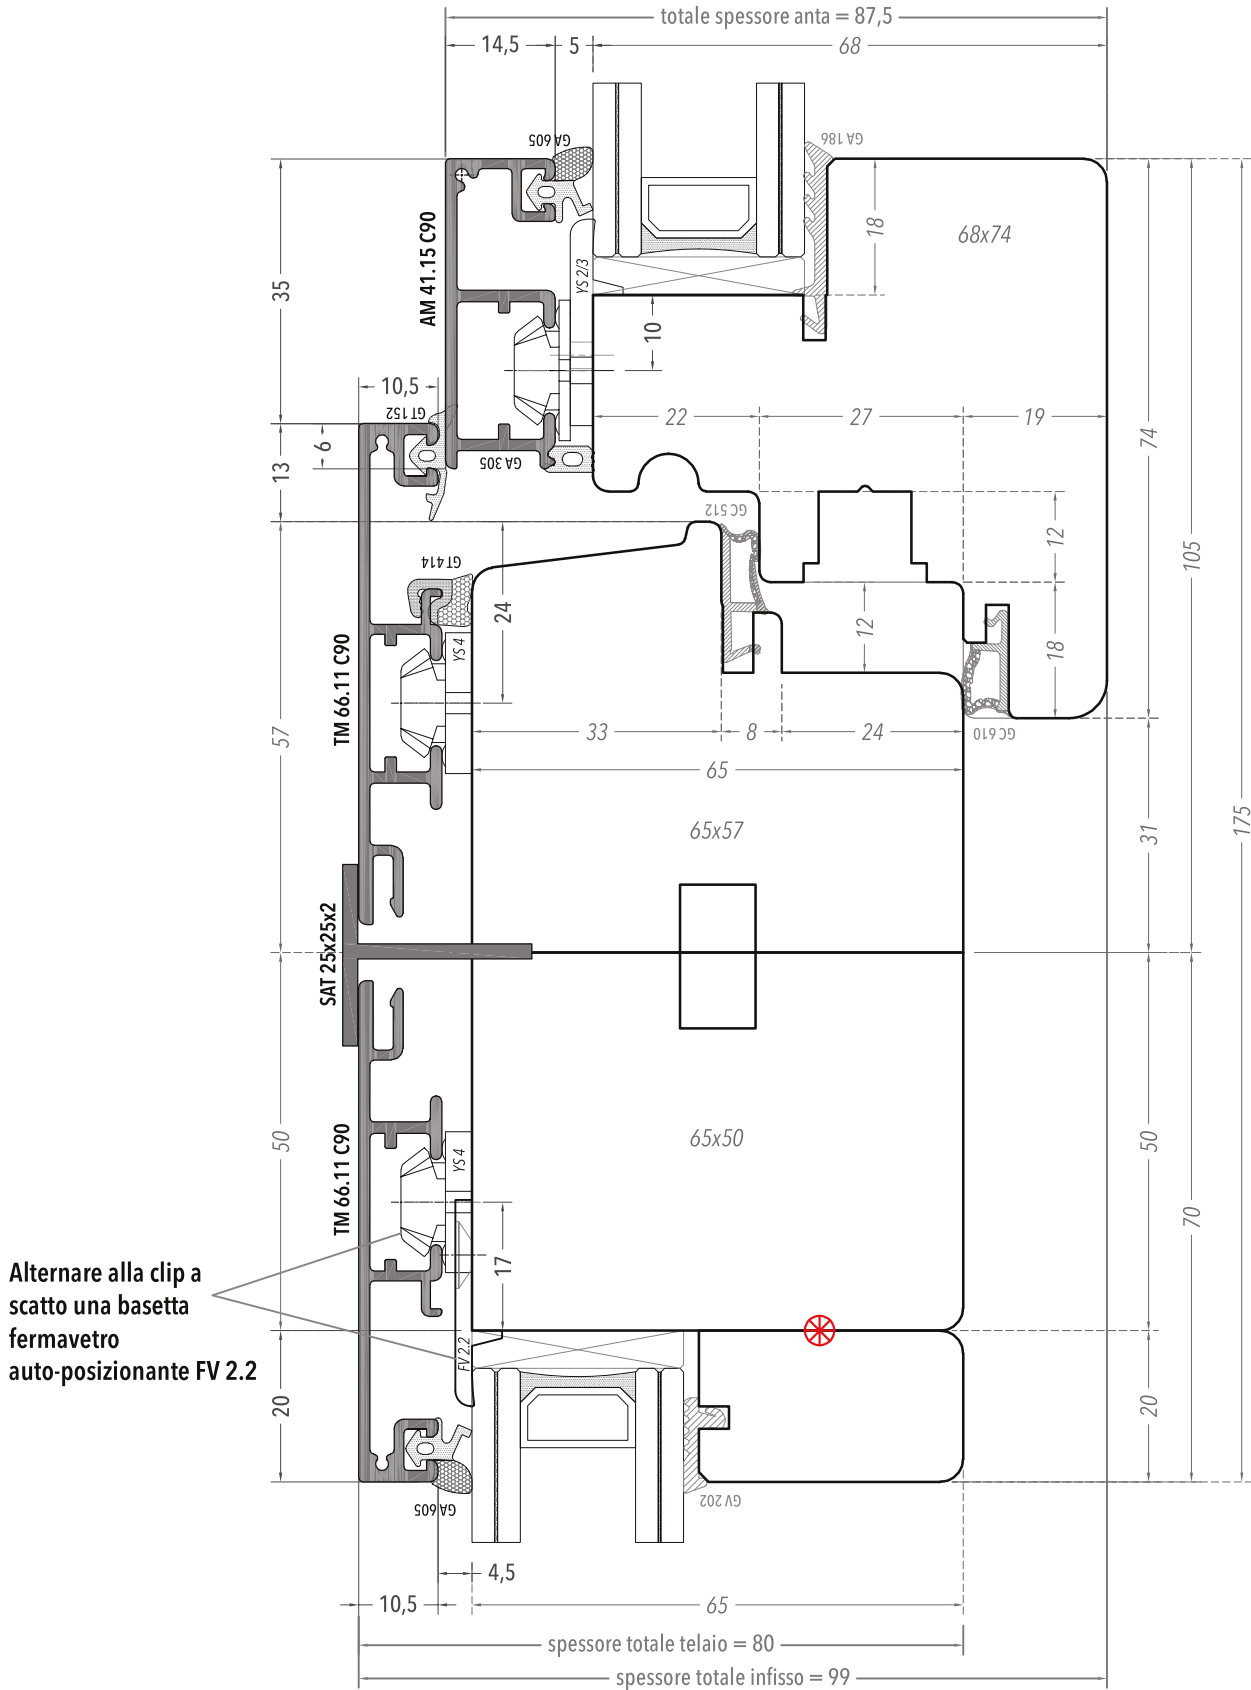 totale spessore anta = 87,5
14,5
5
68
GA 605
GA 186
AM 41.15 C90
YS 2/3
18
68x74
35
10
10,5
GT 152
22
27
19
6
13
GA 305
74
GC 512
12
105
GT 414
24
12
18
YS 4
TM 66.11 C90
57
33
8
24
GC 610
65
175
65x57
31
SAT 25x25x2
50
65x50
50
TM 66.11 C90
YS 4
70
17
Alternare alla clip a
scatto una basetta
fermavetro
auto-posizionante FV 2.2
FV 2.2
20
20
GA 605
GV 202
4,5
10,5
65
spessore totale telaio = 80
spessore totale infisso = 99